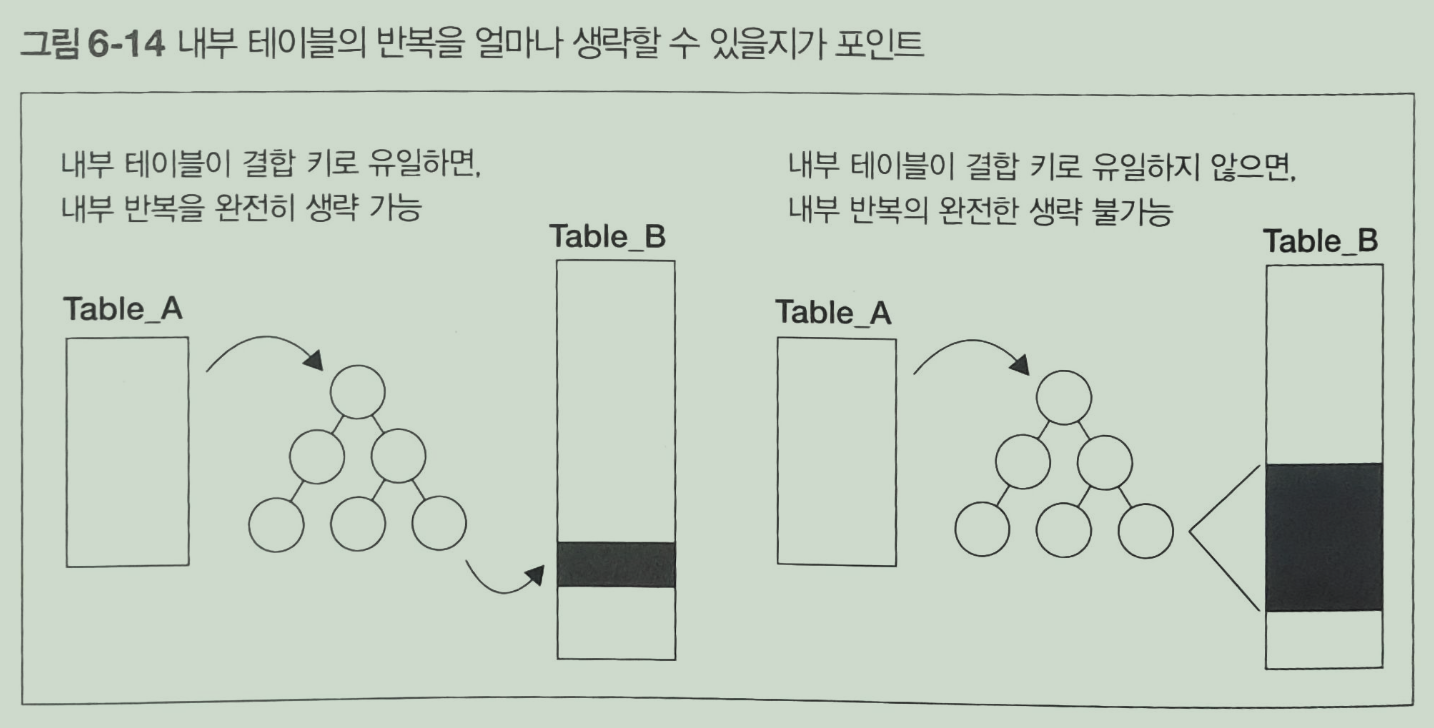 그림 6-14 내부 테이블의 반복을 얼마나 생략할 수 있을지가 포인트
내부 테이블이 결합 키로 유일하면,
내부 반복을 완전히 생략 가능
Table_A
Table_B
내부 테이블이 결합 키로 유일하지 않으면,
내부 반복의 완전한 생략 불가능
Table_A
Table_B